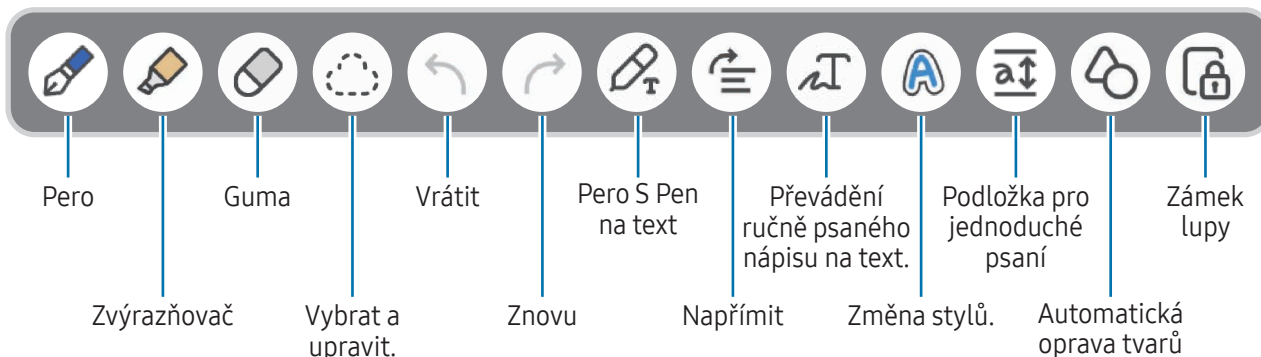 Pero
Guma
Vrátit
Pero S Pen
na text
Převádění
ručně psaného
nápisu na text.
Podložka pro
jednoduché
psaní
Zámek
lupy
Zvýrazňovač
Vybrat a
upravit.
Znovu
Napřímit
Změna stylů.
Automatická
oprava tvarů